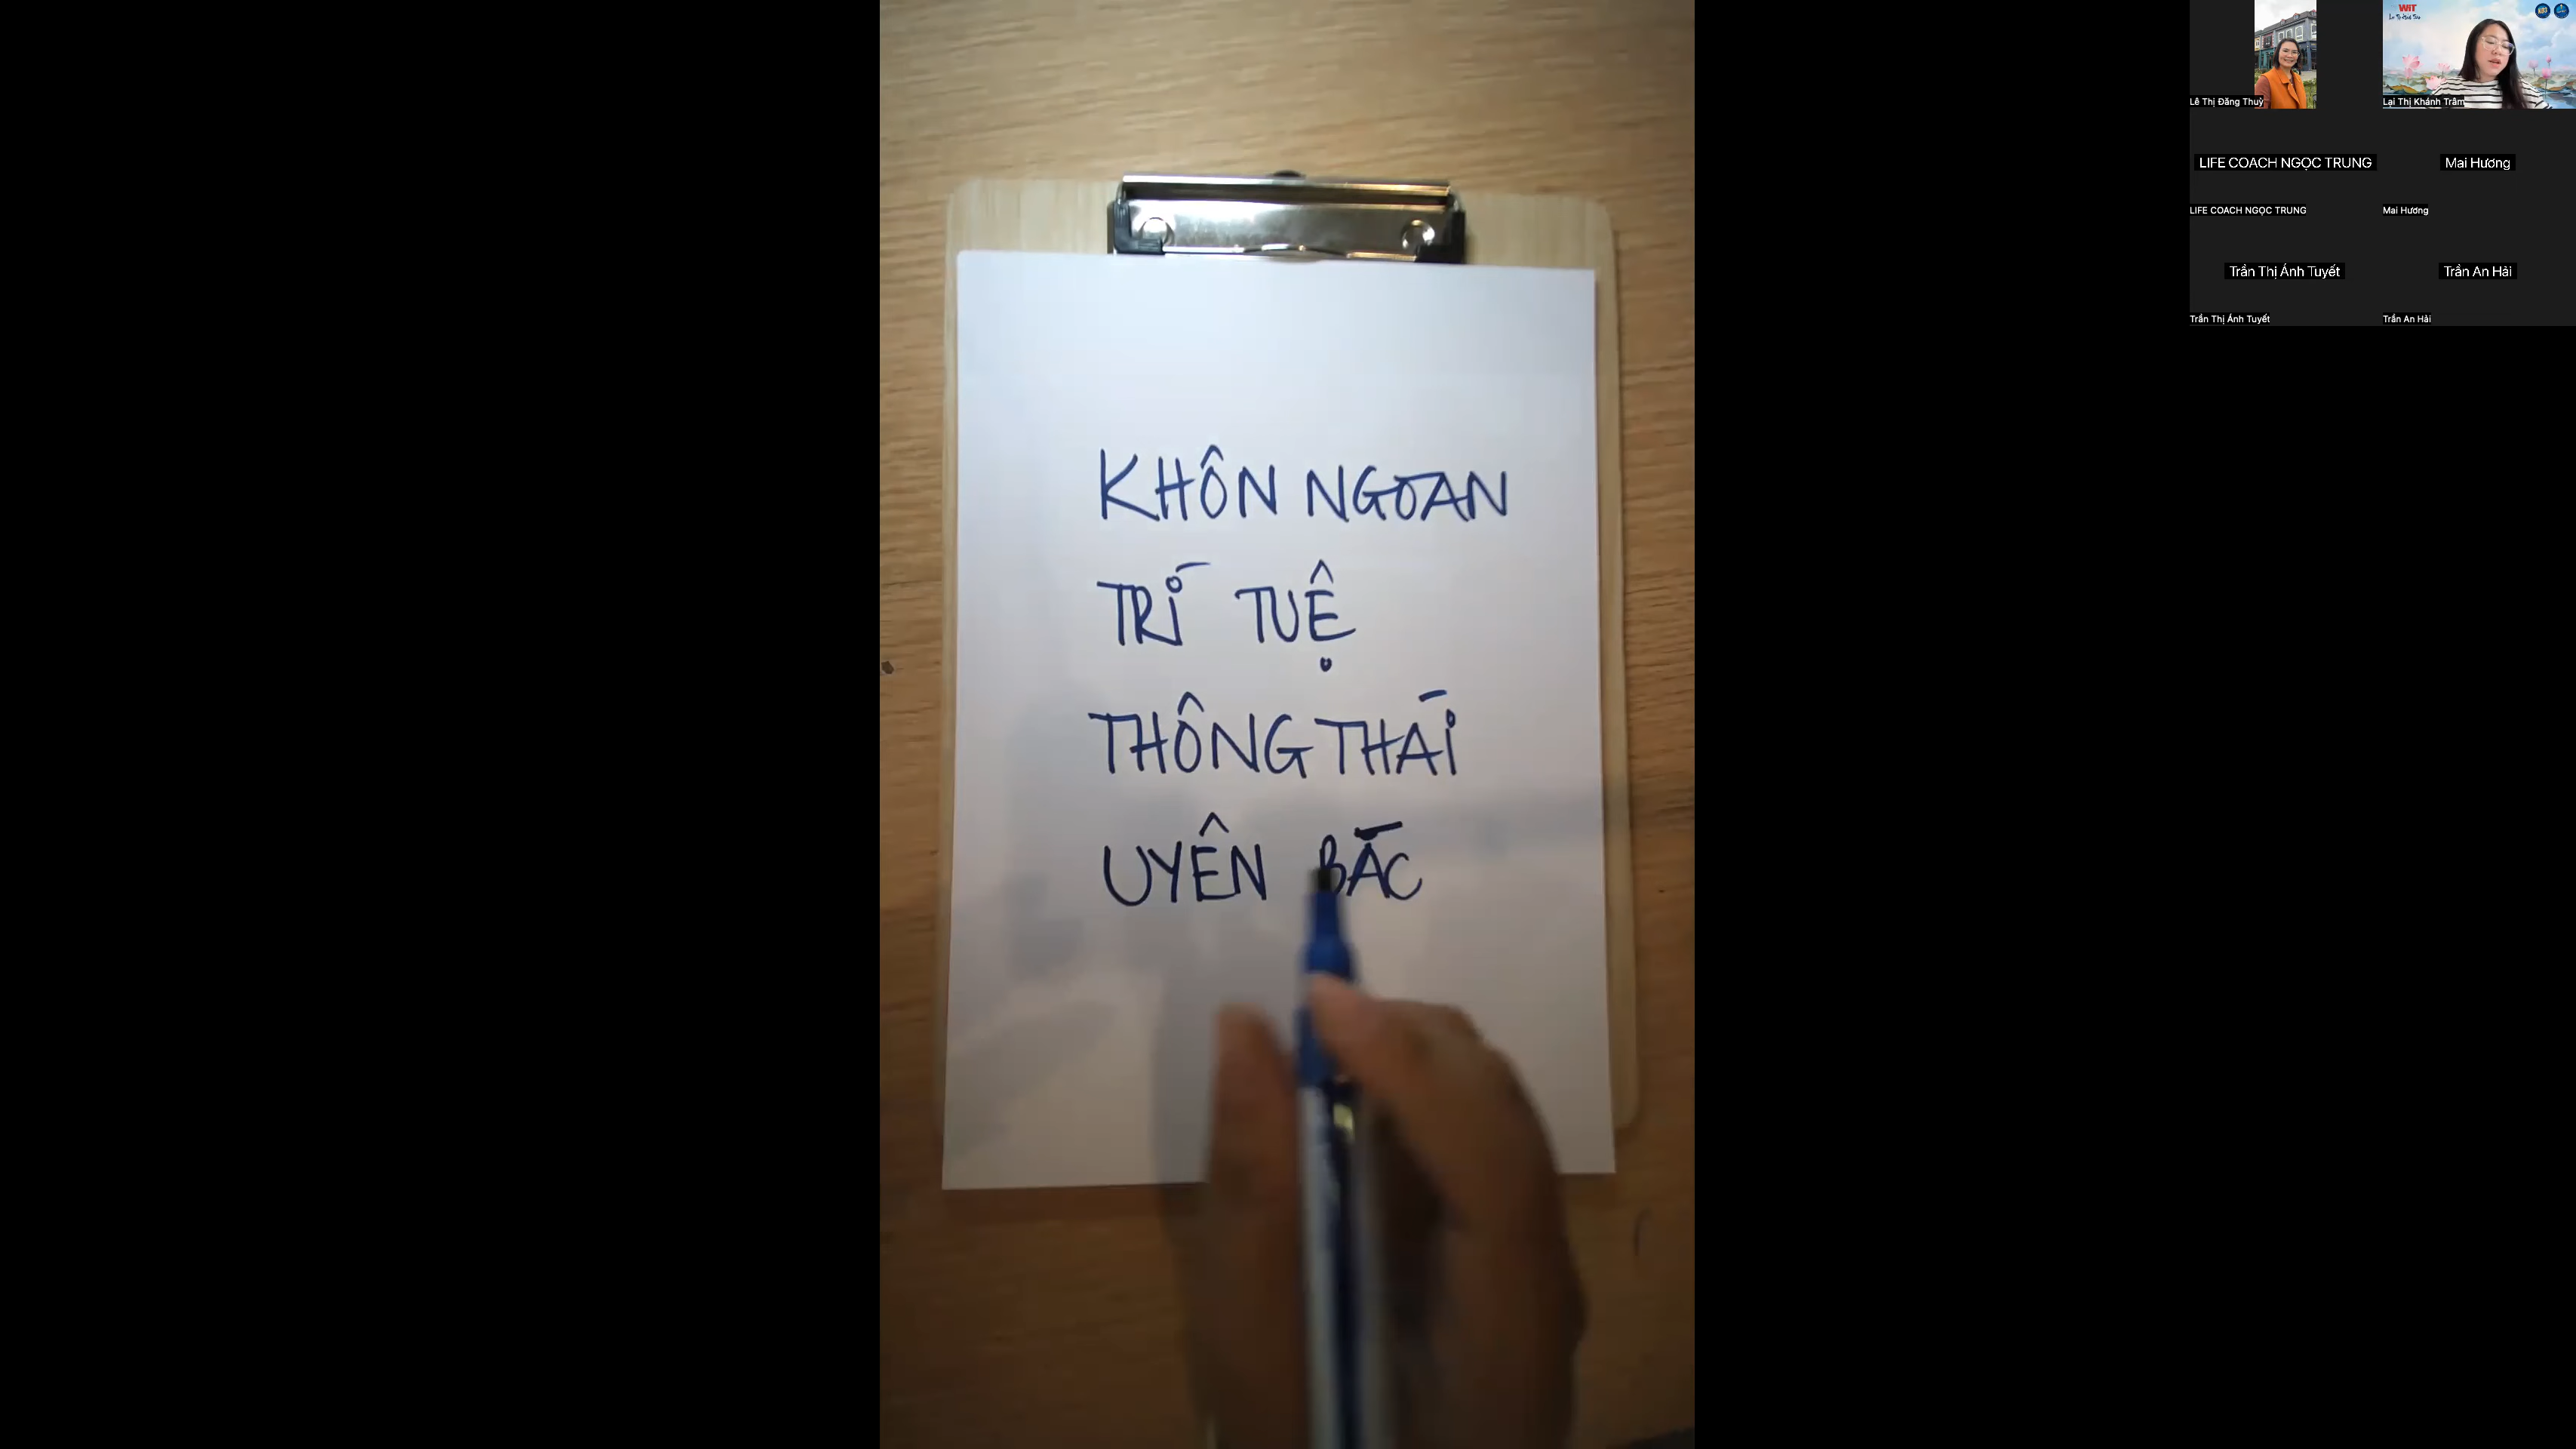 KHÔN NGOAN
TRÍ TUỆ
THÔNG THÁI
UYÊN BÁC
WiT
Lê Thị Đăng Thuỳ
Lại Thị Khánh Trâm
LIFE COACH NGỌC TRUNG
Mai Hương
LIFE COACH NGỌC TRUNG
Mai Hương
Trần Thị Ánh Tuyết
Trần An Hải
Trần Thị Ánh Tuyết
Trần An Hải